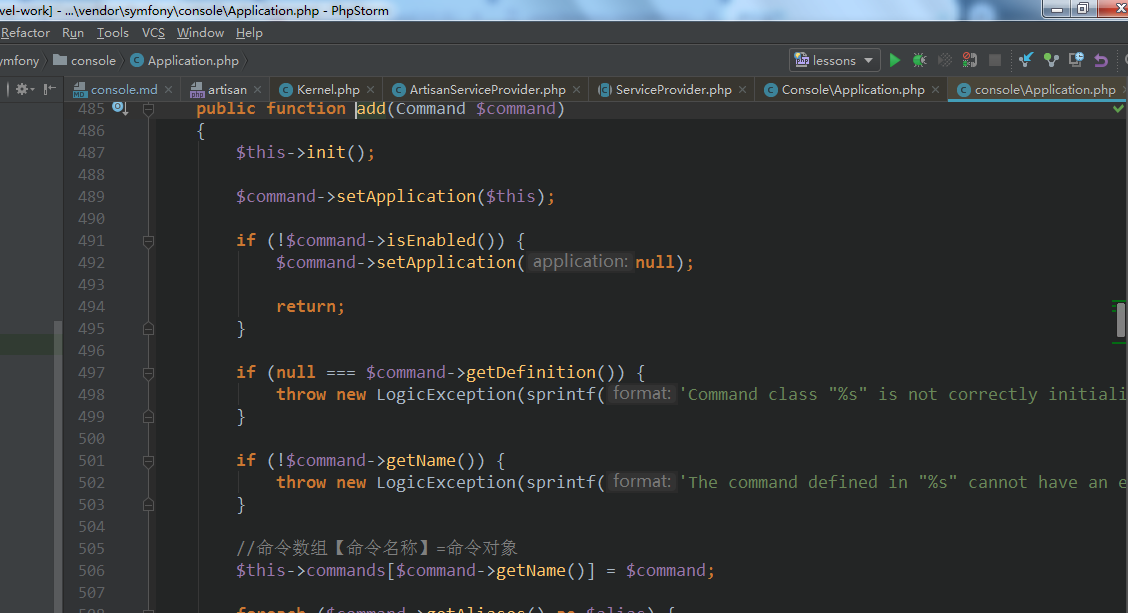 vel-work] - ...\vendor\symfony\console\Application.php - PhpStorm
Refactor Run Tools VCS Window Help
ymfony console Application.php lessons
console.md artisan Kernel.php ArtisanServiceProvider.php ServiceProvider.php Console\Application.php console\Application.php
485 public function add(Command $command)
486 {
487 $this->init();
488
489 $command->setApplication($this);
490
491 if (!$command->isEnabled()) {
492 $command->setApplication( application: null);
493
494 return;
495 }
496
497 if (null === $command->getDefinition()) {
498 throw new LogicException(sprintf( format: 'Command class "%s" is not correctly initiali
499 }
500
501 if (!$command->getName()) {
502 throw new LogicException(sprintf( format: 'The command defined in "%s" cannot have an e
503 }
504
505 //命令数组【命令名称】=命令对象
506 $this->commands[$command->getName()] = $command;
507
508 foreach ($command->getAliases() as $alias) {